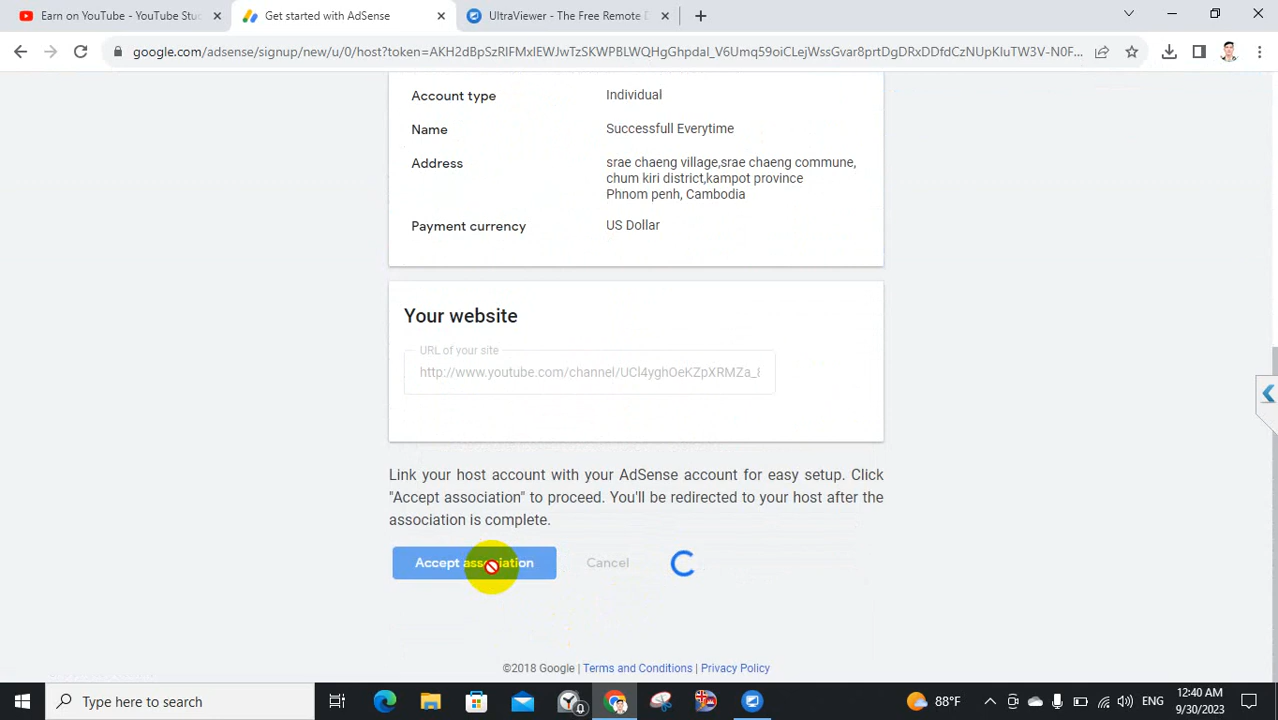 Earn on YouTube - YouTube Stu
Get started with AdSense
UltraViewer - The Free Remote D
google.com/adsense/signup/new/u/0/host?token=AKH2dBpSzRIFMxIEWJwTzSKWPBLWQHgGhpdal_V6Umq59oiCLejWssGvar8prtDgDRxDDfdCzNUpKluTW3V-N0F...
Account type Individual
Name Successfull Everytime
Address srae chaeng village,srae chaeng commune,
chum kiri district,kampot province
Phnom penh, Cambodia
Payment currency US Dollar
Your website
URL of your site
http://www.youtube.com/channel/UCl4yghOeKZpXRMZa_8
Link your host account with your AdSense account for easy setup. Click
"Accept association" to proceed. You'll be redirected to your host after the
association is complete.
Accept association Cancel
©2018 Google | Terms and Conditions | Privacy Policy
Type here to search
0
88°F
ENG
12:40 AM
9/30/2023